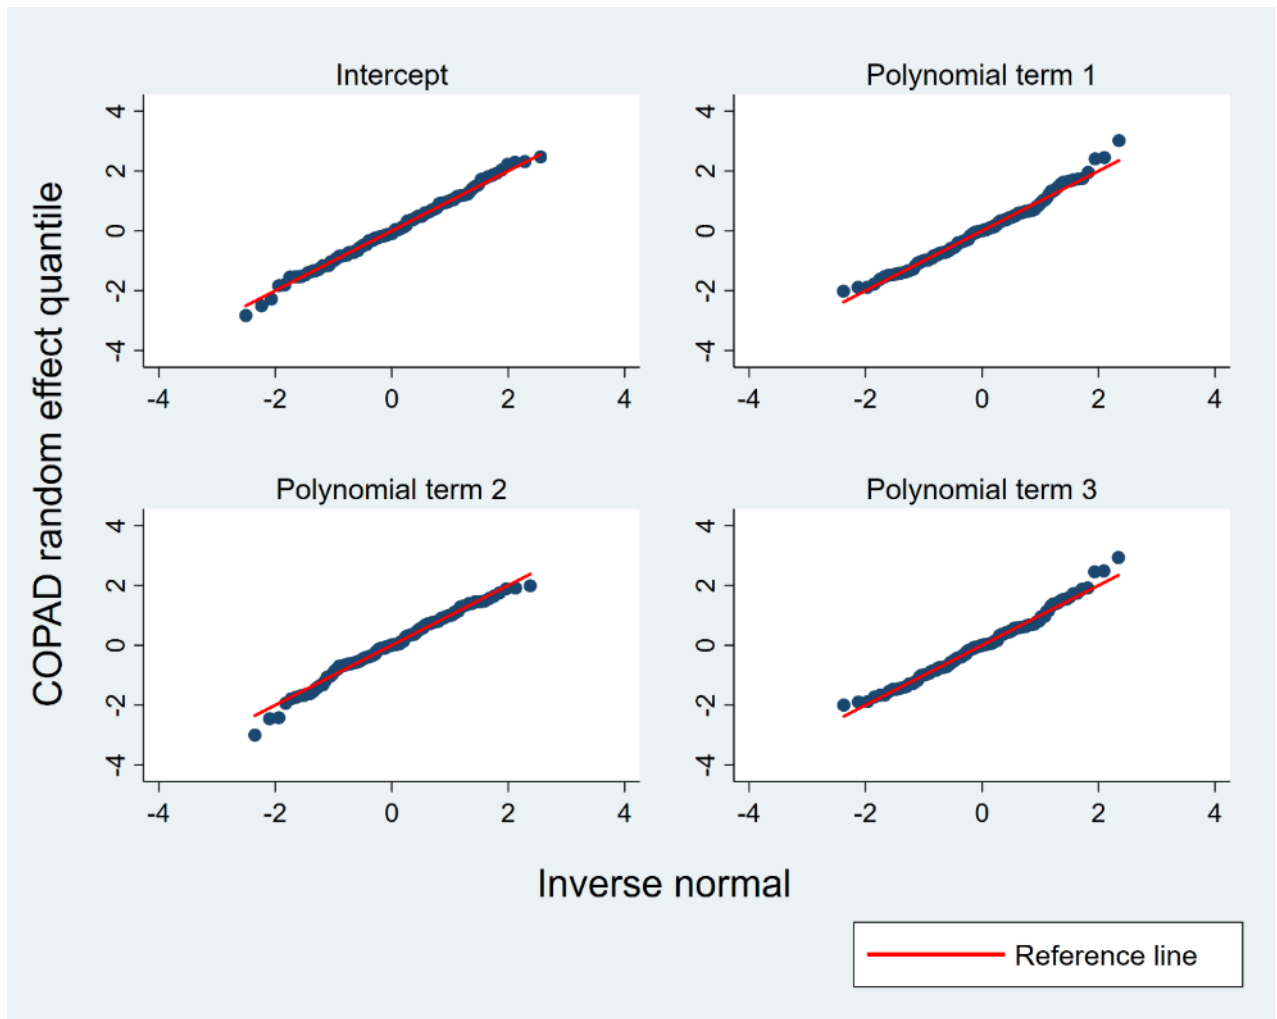 Intercept
4
2
0
-2
-4
-4 -2 0 2 4
Polynomial term 1
4
2
0
-2
-4
-4 -2 0 2 4
Polynomial term 2
4
2
0
-2
-4
-4 -2 0 2 4
Polynomial term 3
4
2
0
-2
-4
-4 -2 0 2 4
COPAD random effect quantile
Inverse normal
Reference line